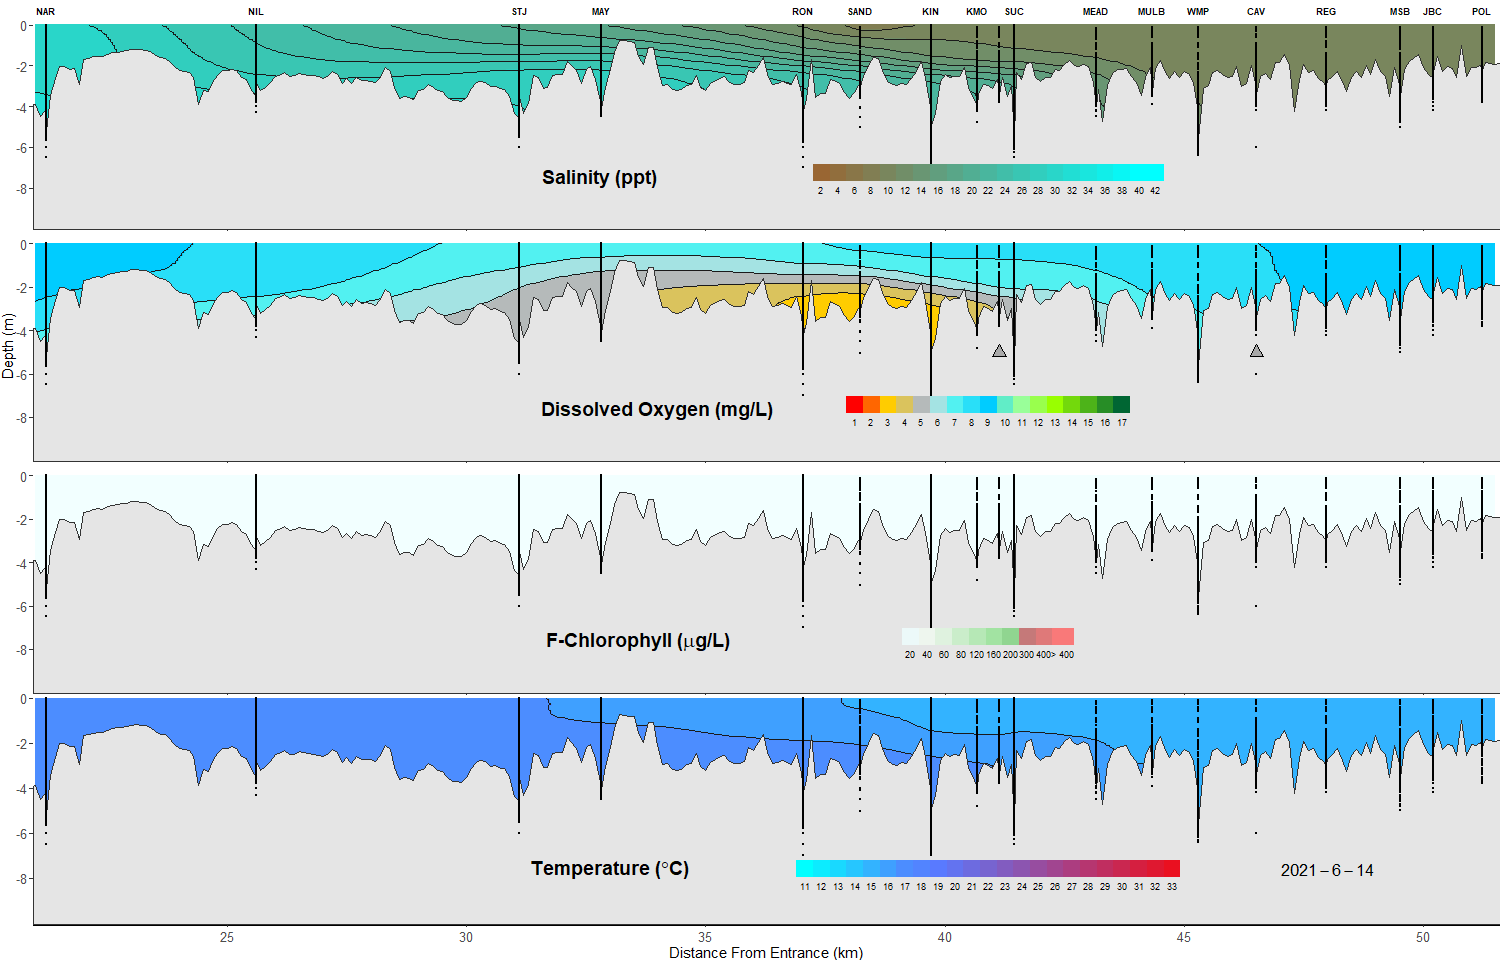 NAR NIL STJ MAY RON SAND KIN KMO SUC MEAD MULB WMP CAV REG MSB JBC POL
0
-2
-4
-6
-8
Salinity (ppt)
2 4 6 8 10 12 14 16 18 20 22 24 26 28 30 32 34 36 38 40 42
Depth (m)
0
-2
-4
-6
-8
Dissolved Oxygen (mg/L)
1 2 3 4 5 6 7 8 9 10 11 12 13 14 15 16 17
0
-2
-4
-6
-8
F-Chlorophyll (μg/L)
20 40 60 80 120 160 200 300 400 > 400
0
-2
-4
-6
-8
Temperature (°C)
11 12 13 14 15 16 17 18 19 20 21 22 23 24 25 26 27 28 29 30 31 32 33
2021 – 6 – 14
25 30 35 40 45 50
Distance From Entrance (km)